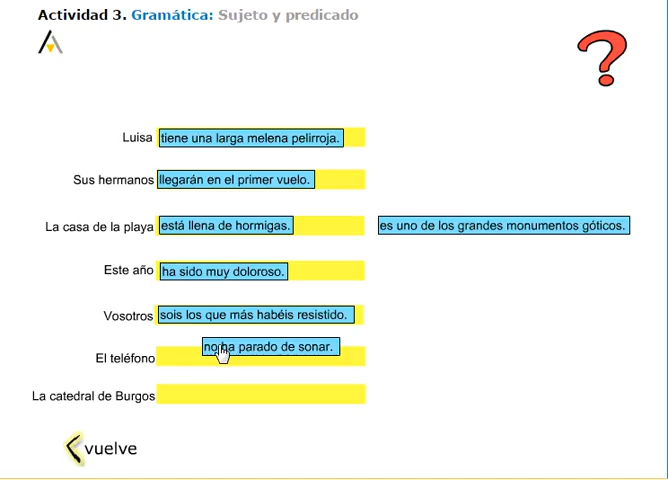 Actividad 3. Gramática: Sujeto y predicado
Luisa tiene una larga melena pelirroja.
Sus hermanos llegarán en el primer vuelo.
La casa de la playa está llena de hormigas. es uno de los grandes monumentos góticos.
Este año ha sido muy doloroso.
Vosotros sois los que más habéis resistido.
no ha parado de sonar.
El teléfono
La catedral de Burgos
vuelve